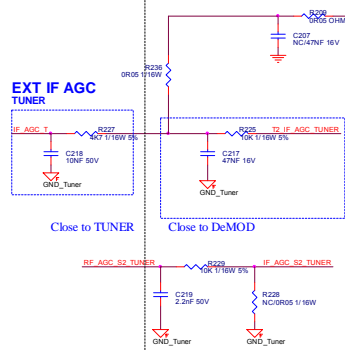 R209
0R05 OHM
C207
NC/47NF 16V
R236
0R05 1/16W
EXT IF AGC
TUNER
IF_AGC_T
R227
4K7 1/16W 5%
R225
10K 1/16W 5%
T2_IF_AGC_TUNER
C218
10NF 50V
C217
47NF 16V
GND_Tuner
GND_Tuner
Close to TUNER
Close to DeMOD
RF_AGC_S2_TUNER
R229
10K 1/16W 5%
IF_AGC_S2_TUNER
C219
2.2nF 50V
R228
NC/0R05 1/16W
GND_Tuner
GND_Tuner